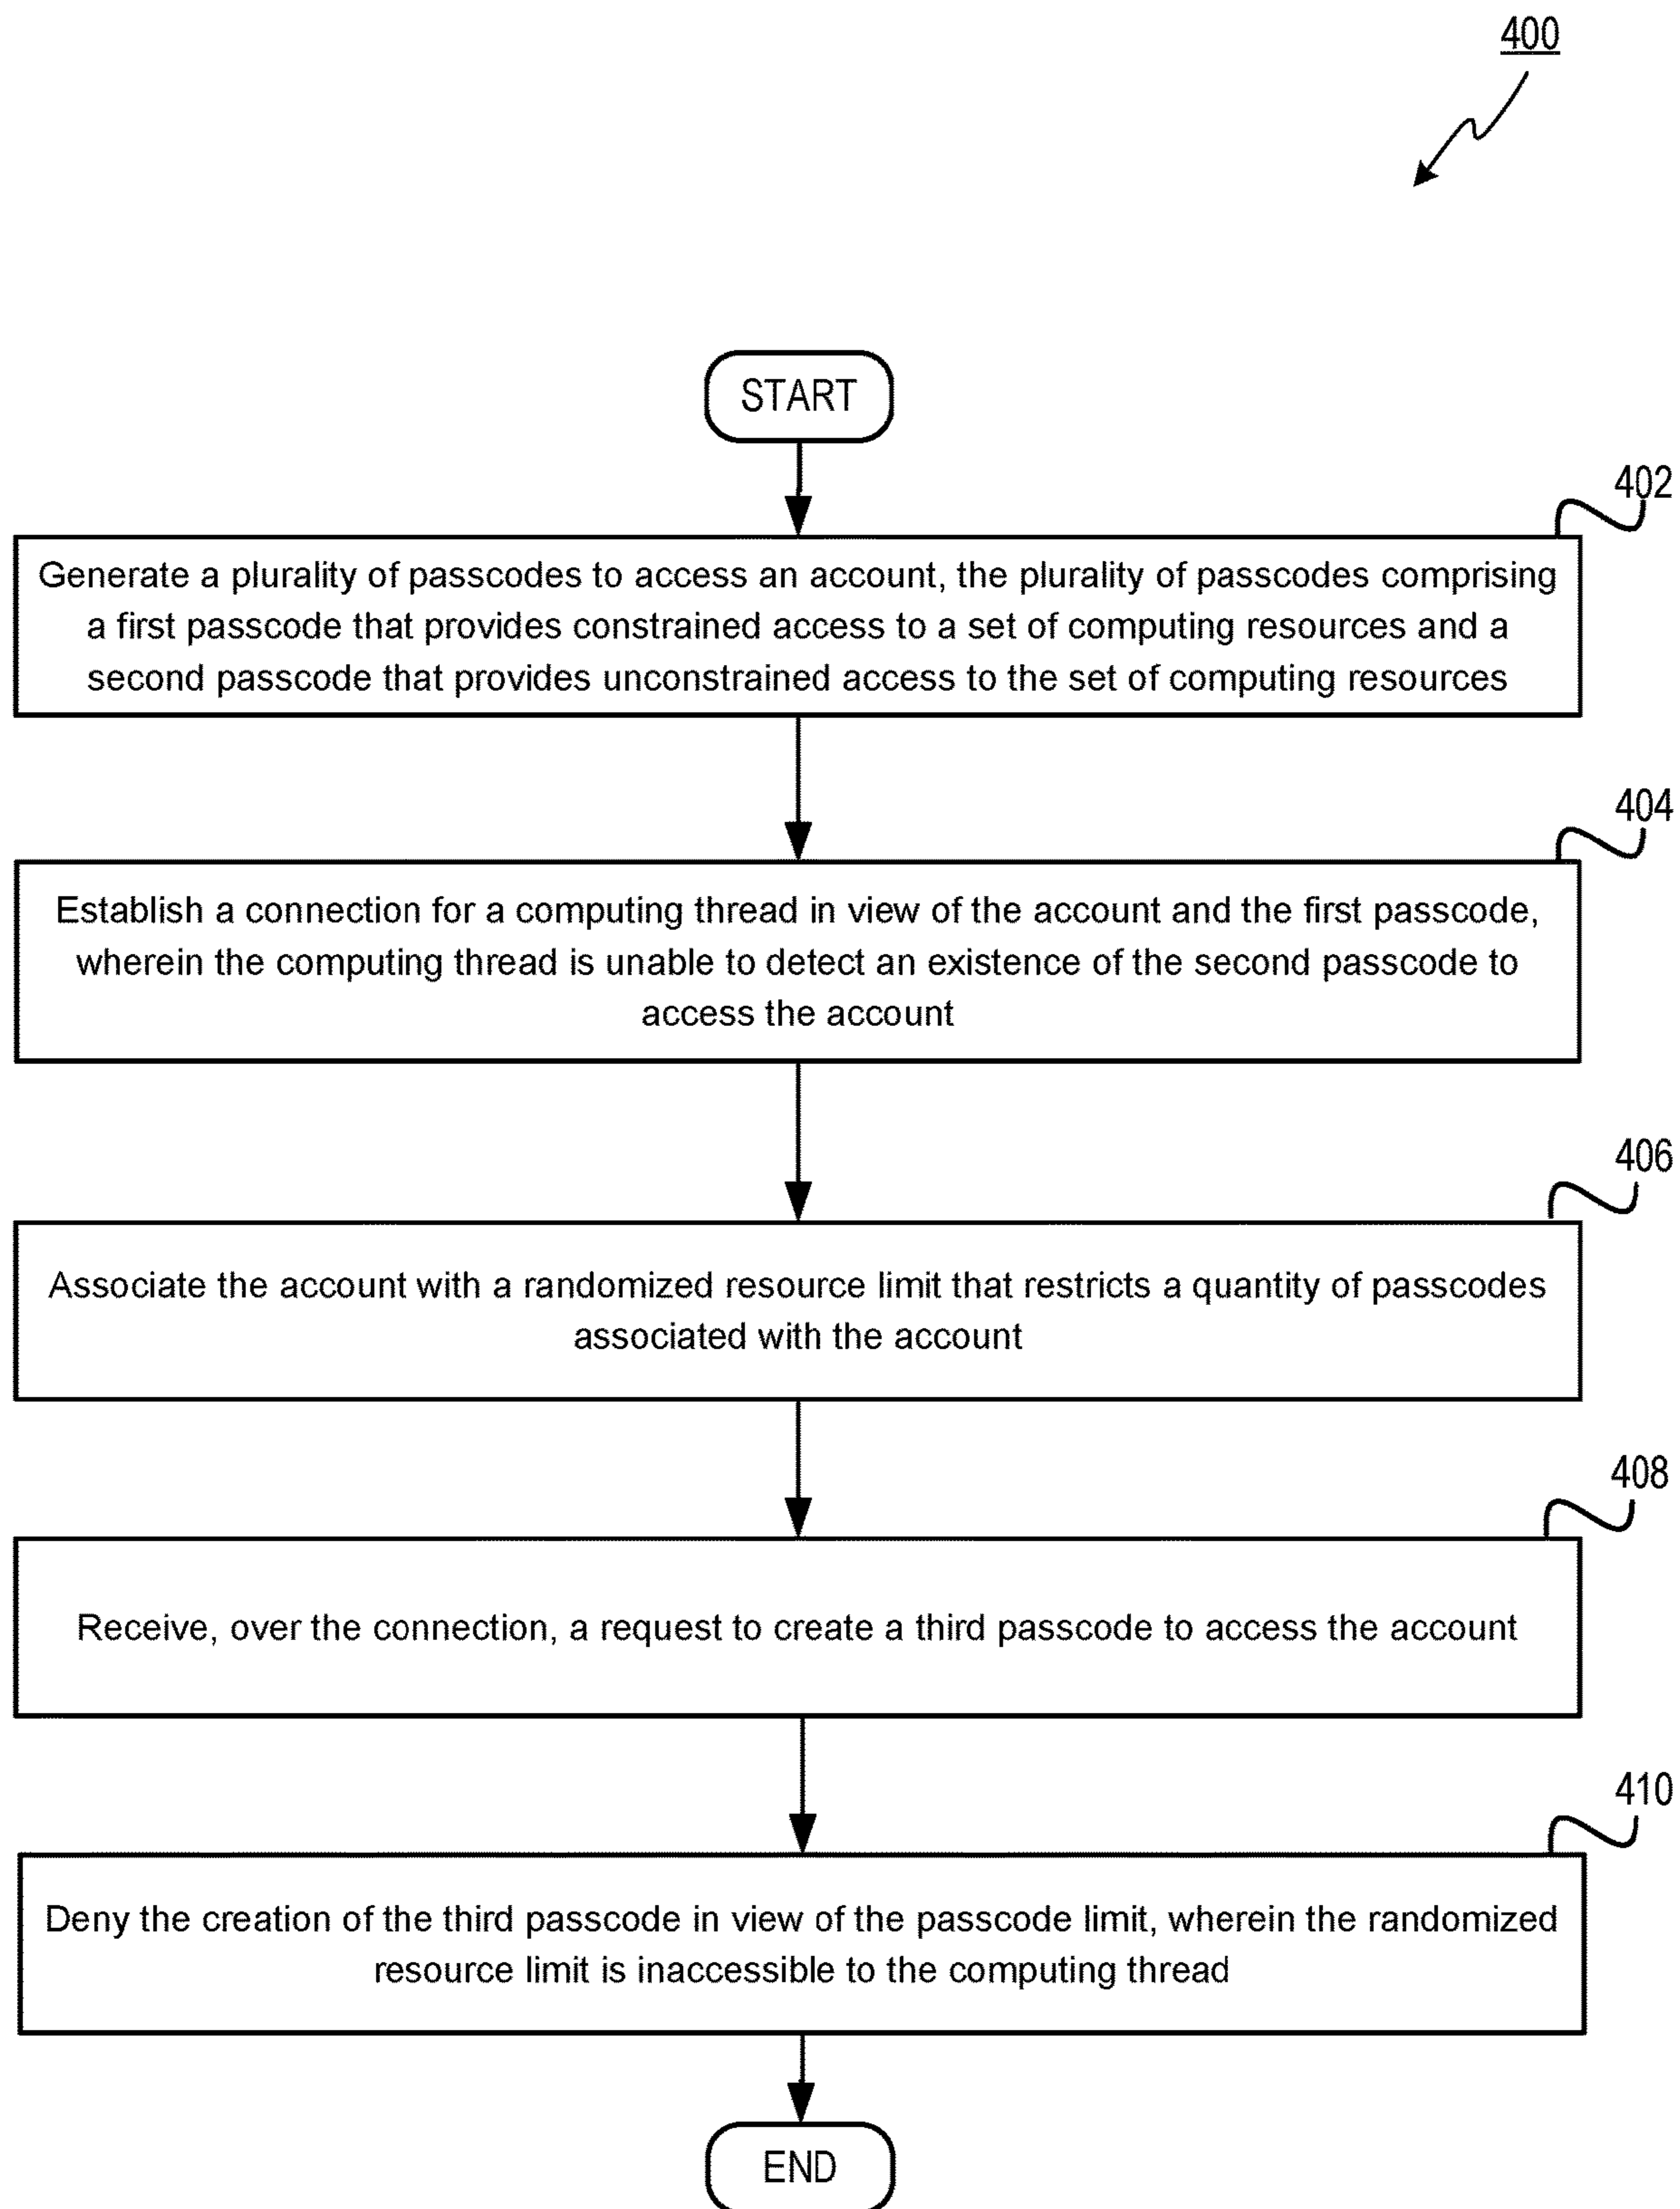 400
START
402
Generate a plurality of passcodes to access an account, the plurality of passcodes comprising
a first passcode that provides constrained access to a set of computing resources and a
second passcode that provides unconstrained access to the set of computing resources
404
Establish a connection for a computing thread in view of the account and the first passcode,
wherein the computing thread is unable to detect an existence of the second passcode to
access the account
406
Associate the account with a randomized resource limit that restricts a quantity of passcodes
associated with the account
408
Receive, over the connection, a request to create a third passcode to access the account
410
Deny the creation of the third passcode in view of the passcode limit, wherein the randomized
resource limit is inaccessible to the computing thread
END